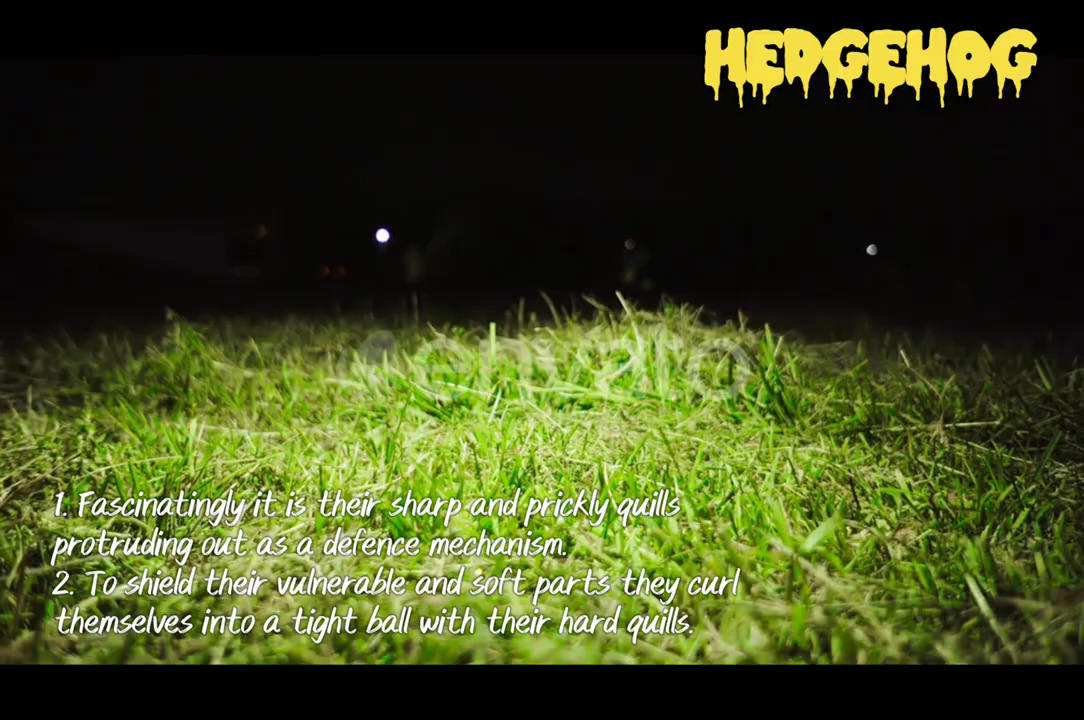 HEDGEHOG
envato
1. Fascinatingly it is their sharp and prickly quills
protruding out as a defence mechanism.
2. To shield their vulnerable and soft parts they curl
themselves into a tight ball with their hard quills.